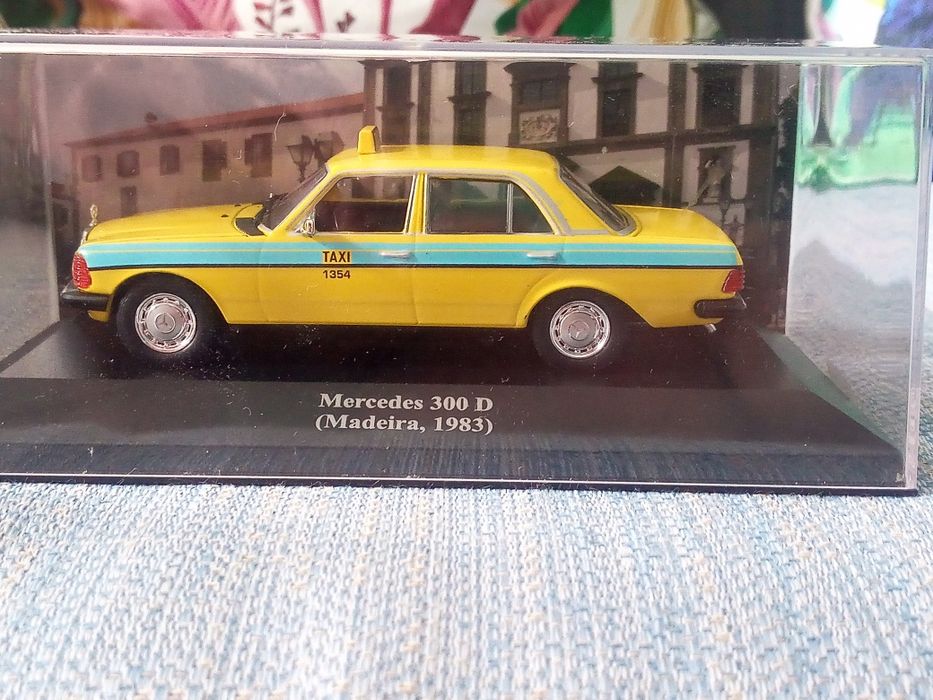 TAXI
1354
Mercedes 300 D
(Madeira, 1983)